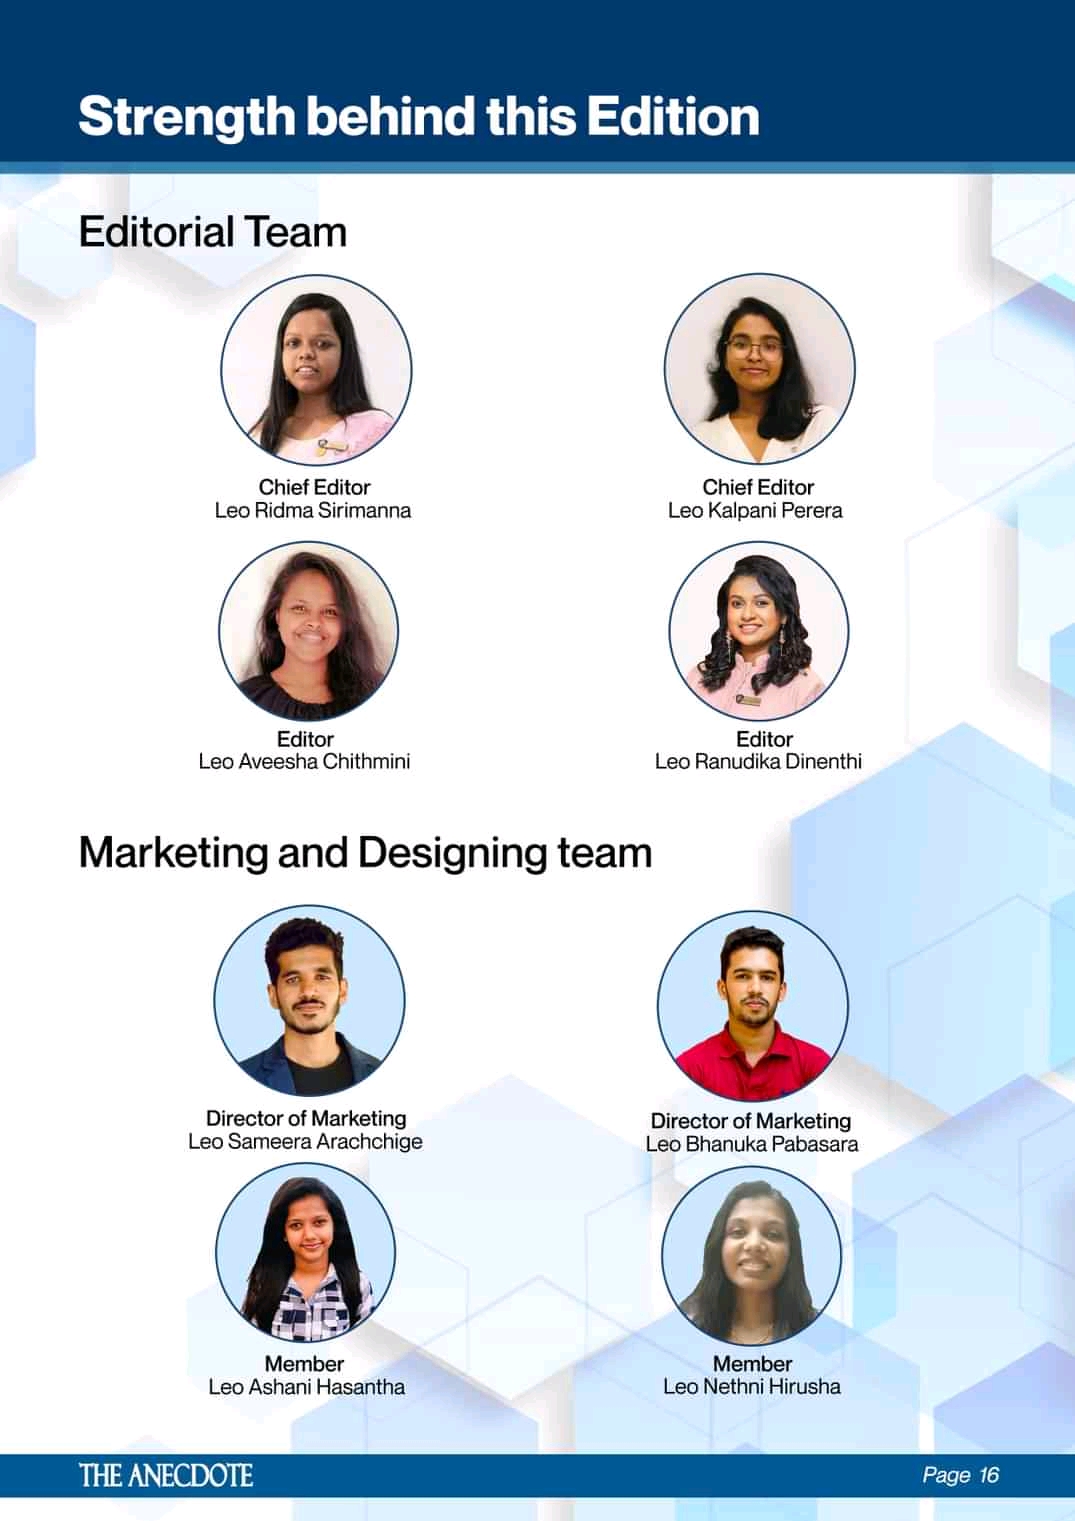 Strength behind this Edition
Editorial Team
Chief Editor
Leo Ridma Sirimanna
Chief Editor
Leo Kalpani Perera
Editor
Leo Aveesha Chithmini
Editor
Leo Ranudika Dinenthi
Marketing and Designing team
Director of Marketing
Leo Sameera Arachchige
Director of Marketing
Leo Bhanuka Pabasara
Member
Leo Ashani Hasantha
Member
Leo Nethni Hirusha
THE ANECDOTE
Page 16